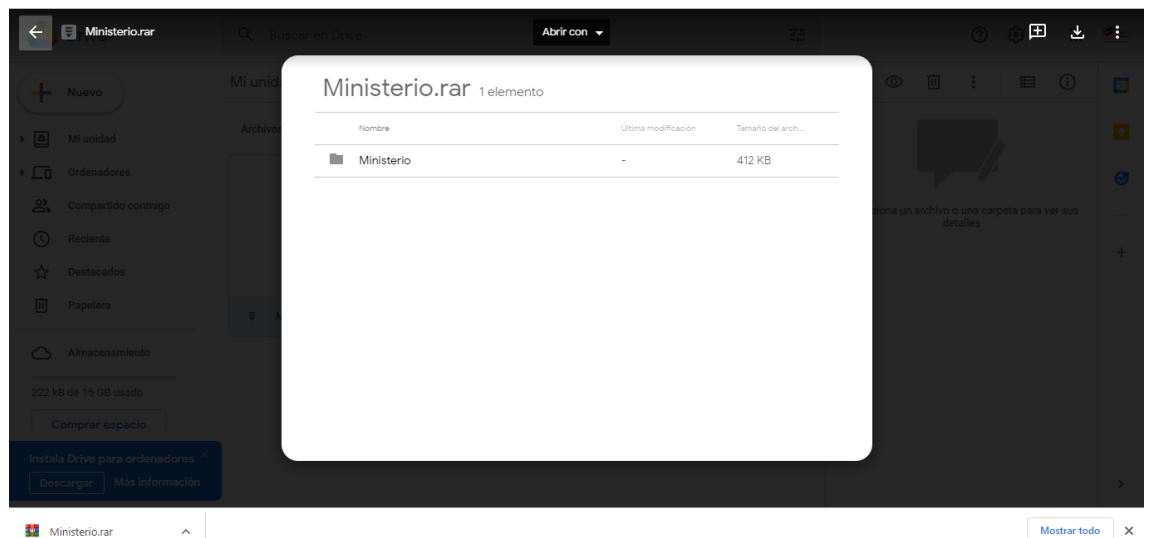 Ministerio.rar
Buscar en Drive
Abrir con
Nuevo
Mi unidad
Ordenadores
Compartido conmigo
Reciente
Destacados
Papelera
Almacenamiento
222 kB de 15 GB usado
Comprar espacio
Instala Drive para ordenadores
Descargar Más información
Mi unid
Archivos
Ministerio.rar 1 elemento
Nombre Última modificación Tamaño del arch...
Ministerio - 412 KB
ciona un archivo o una carpeta para ver sus
detalles
Ministerio.rar
Mostrar todo